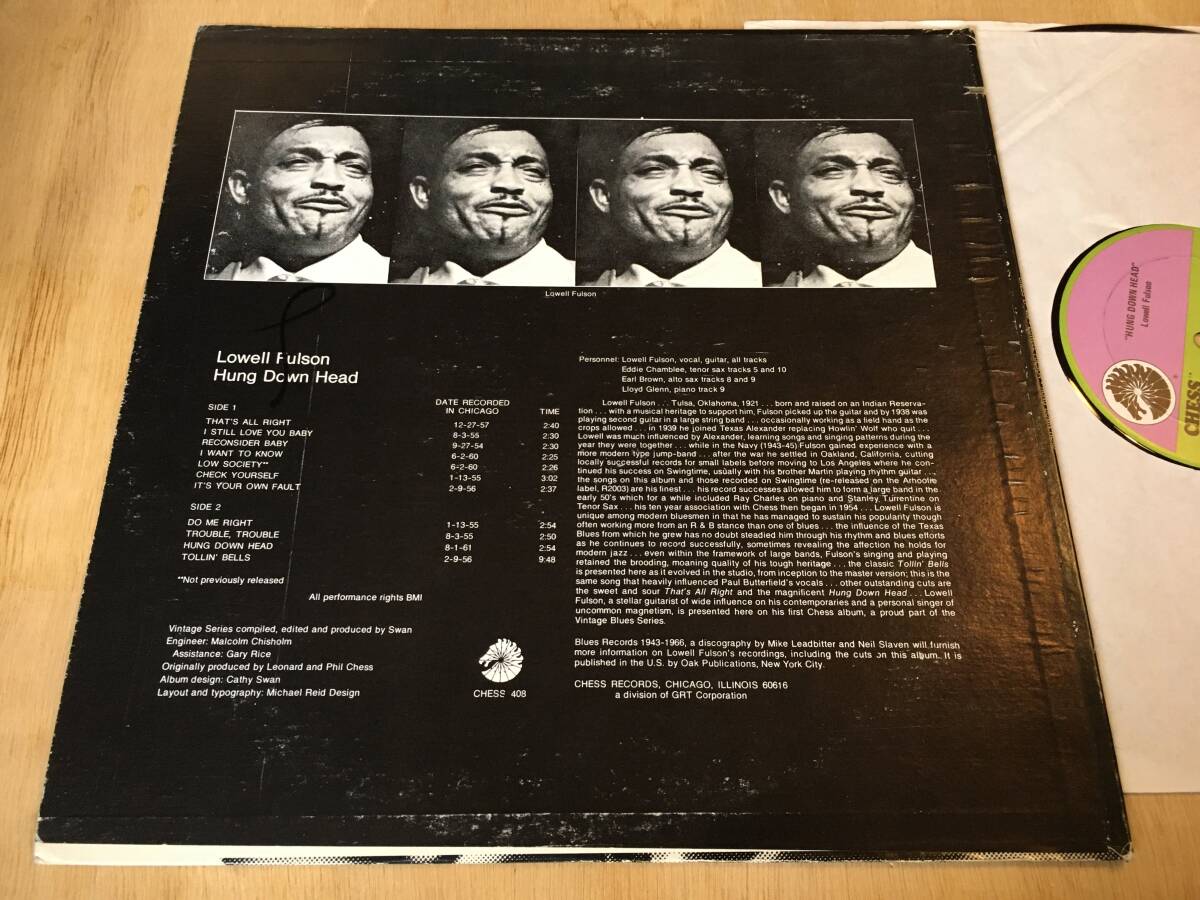 Lowell Fulson
Lowell Fulson
Hung Down Head
SIDE 1
DATE RECORDED
IN CHICAGO
TIME
THAT'S ALL RIGHT 12-27-57 2:40
I STILL LOVE YOU BABY 8-3-55 2:30
RECONSIDER BABY 9-27-54 2:30
I WANT TO KNOW 6-2-60 2:25
LOW SOCIETY** 6-2-60 2:26
CHECK YOURSELF 1-13-55 3:02
IT'S YOUR OWN FAULT 2-9-56 2:37
SIDE 2
DO ME RIGHT 1-13-55 2:54
TROUBLE, TROUBLE 8-3-55 2:50
HUNG DOWN HEAD 8-1-61 2:54
TOLLIN' BELLS 2-9-56 9:48
**Not previously released
All performance rights BMI
Vintage Series compiled, edited and produced by Swan
Engineer: Malcolm Chisholm
Assistance: Gary Rice
Originally produced by Leonard and Phil Chess
Album design: Cathy Swan
Layout and typography: Michael Reid Design
CHESS 408
Personnel: Lowell Fulson, vocal, guitar, all tracks
Eddie Chamblee, tenor sax tracks 5 and 10
Earl Brown, alto sax tracks 8 and 9
Lloyd Glenn, piano track 9
Lowell Fulson . . . Tulsa, Oklahoma, 1921 . . . born and raised on an Indian Reserva-
tion . . . with a musical heritage to support him, Fulson picked up the guitar and by 1938 was
playing second guitar in a large string band . . . occasionally working as a field hand as the
crops allowed . . . in 1939 he joined Texas Alexander replacing Howlin' Wolf who quit . . .
Lowell was much influenced by Alexander, learning songs and singing patterns during the
year they were together . . . while in the Navy (1943-45) Fulson gained experience with a
more modern type jump-band . . . after the war he settled in Oakland, California, cutting
locally successful records for small labels before moving to Los Angeles where he con-
tinued his success on Swingtime, usually with his brother Martin playing rhythm guitar . . .
the songs on this album and those recorded on Swingtime (re-released on the Arhoolie
label, R2003) are his finest . . . his record successes allowed him to form a large band in the
early 50's which for a while included Ray Charles on piano and Stanley Turrentine on
Tenor Sax . . . his ten year association with Chess then began in 1954 . . . Lowell Fulson is
unique among modern bluesmen in that he has managed to sustain his popularity though
often working more from an R & B stance than one of blues . . . the influence of the Texas
Blues from which he grew has no doubt steadied him through his rhythm and blues efforts
as he continues to record successfully, sometimes revealing the affection he holds for
modern jazz . . . even within the framework of large bands, Fulson's singing and playing
retained the brooding, moaning quality of his tough heritage . . . the classic Tollin' Bells
is presented here as it evolved in the studio, from inception to the master version; this is the
same song that heavily influenced Paul Butterfield's vocals . . . other outstanding cuts are
the sweet and sour That's All Right and the magnificent Hung Down Head . . . Lowell
Fulson, a stellar guitarist of wide influence on his contemporaries and a personal singer of
uncommon magnetism, is presented here on his first Chess album, a proud part of the
Vintage Blues Series.
Blues Records 1943-1966, a discography by Mike Leadbitter and Neil Slaven will furnish
more information on Lowell Fulson's recordings, including the cuts on this album. It is
published in the U.S. by Oak Publications, New York City.
CHESS RECORDS, CHICAGO, ILLINOIS 60616
a division of GRT Corporation
"HUNG DOWN HEAD"
Lowell Fulson
CHESS